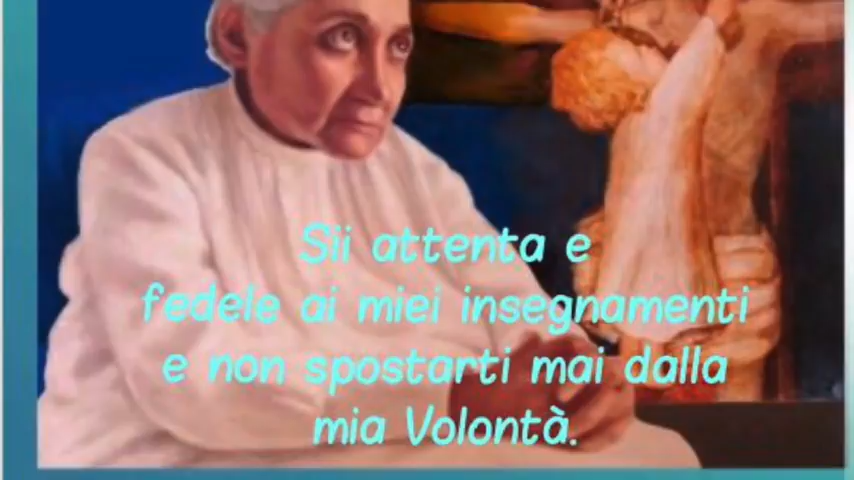 Sii attenta e
fedele ai miei insegnamenti
e non spostarti mai dalla
mia Volontà.